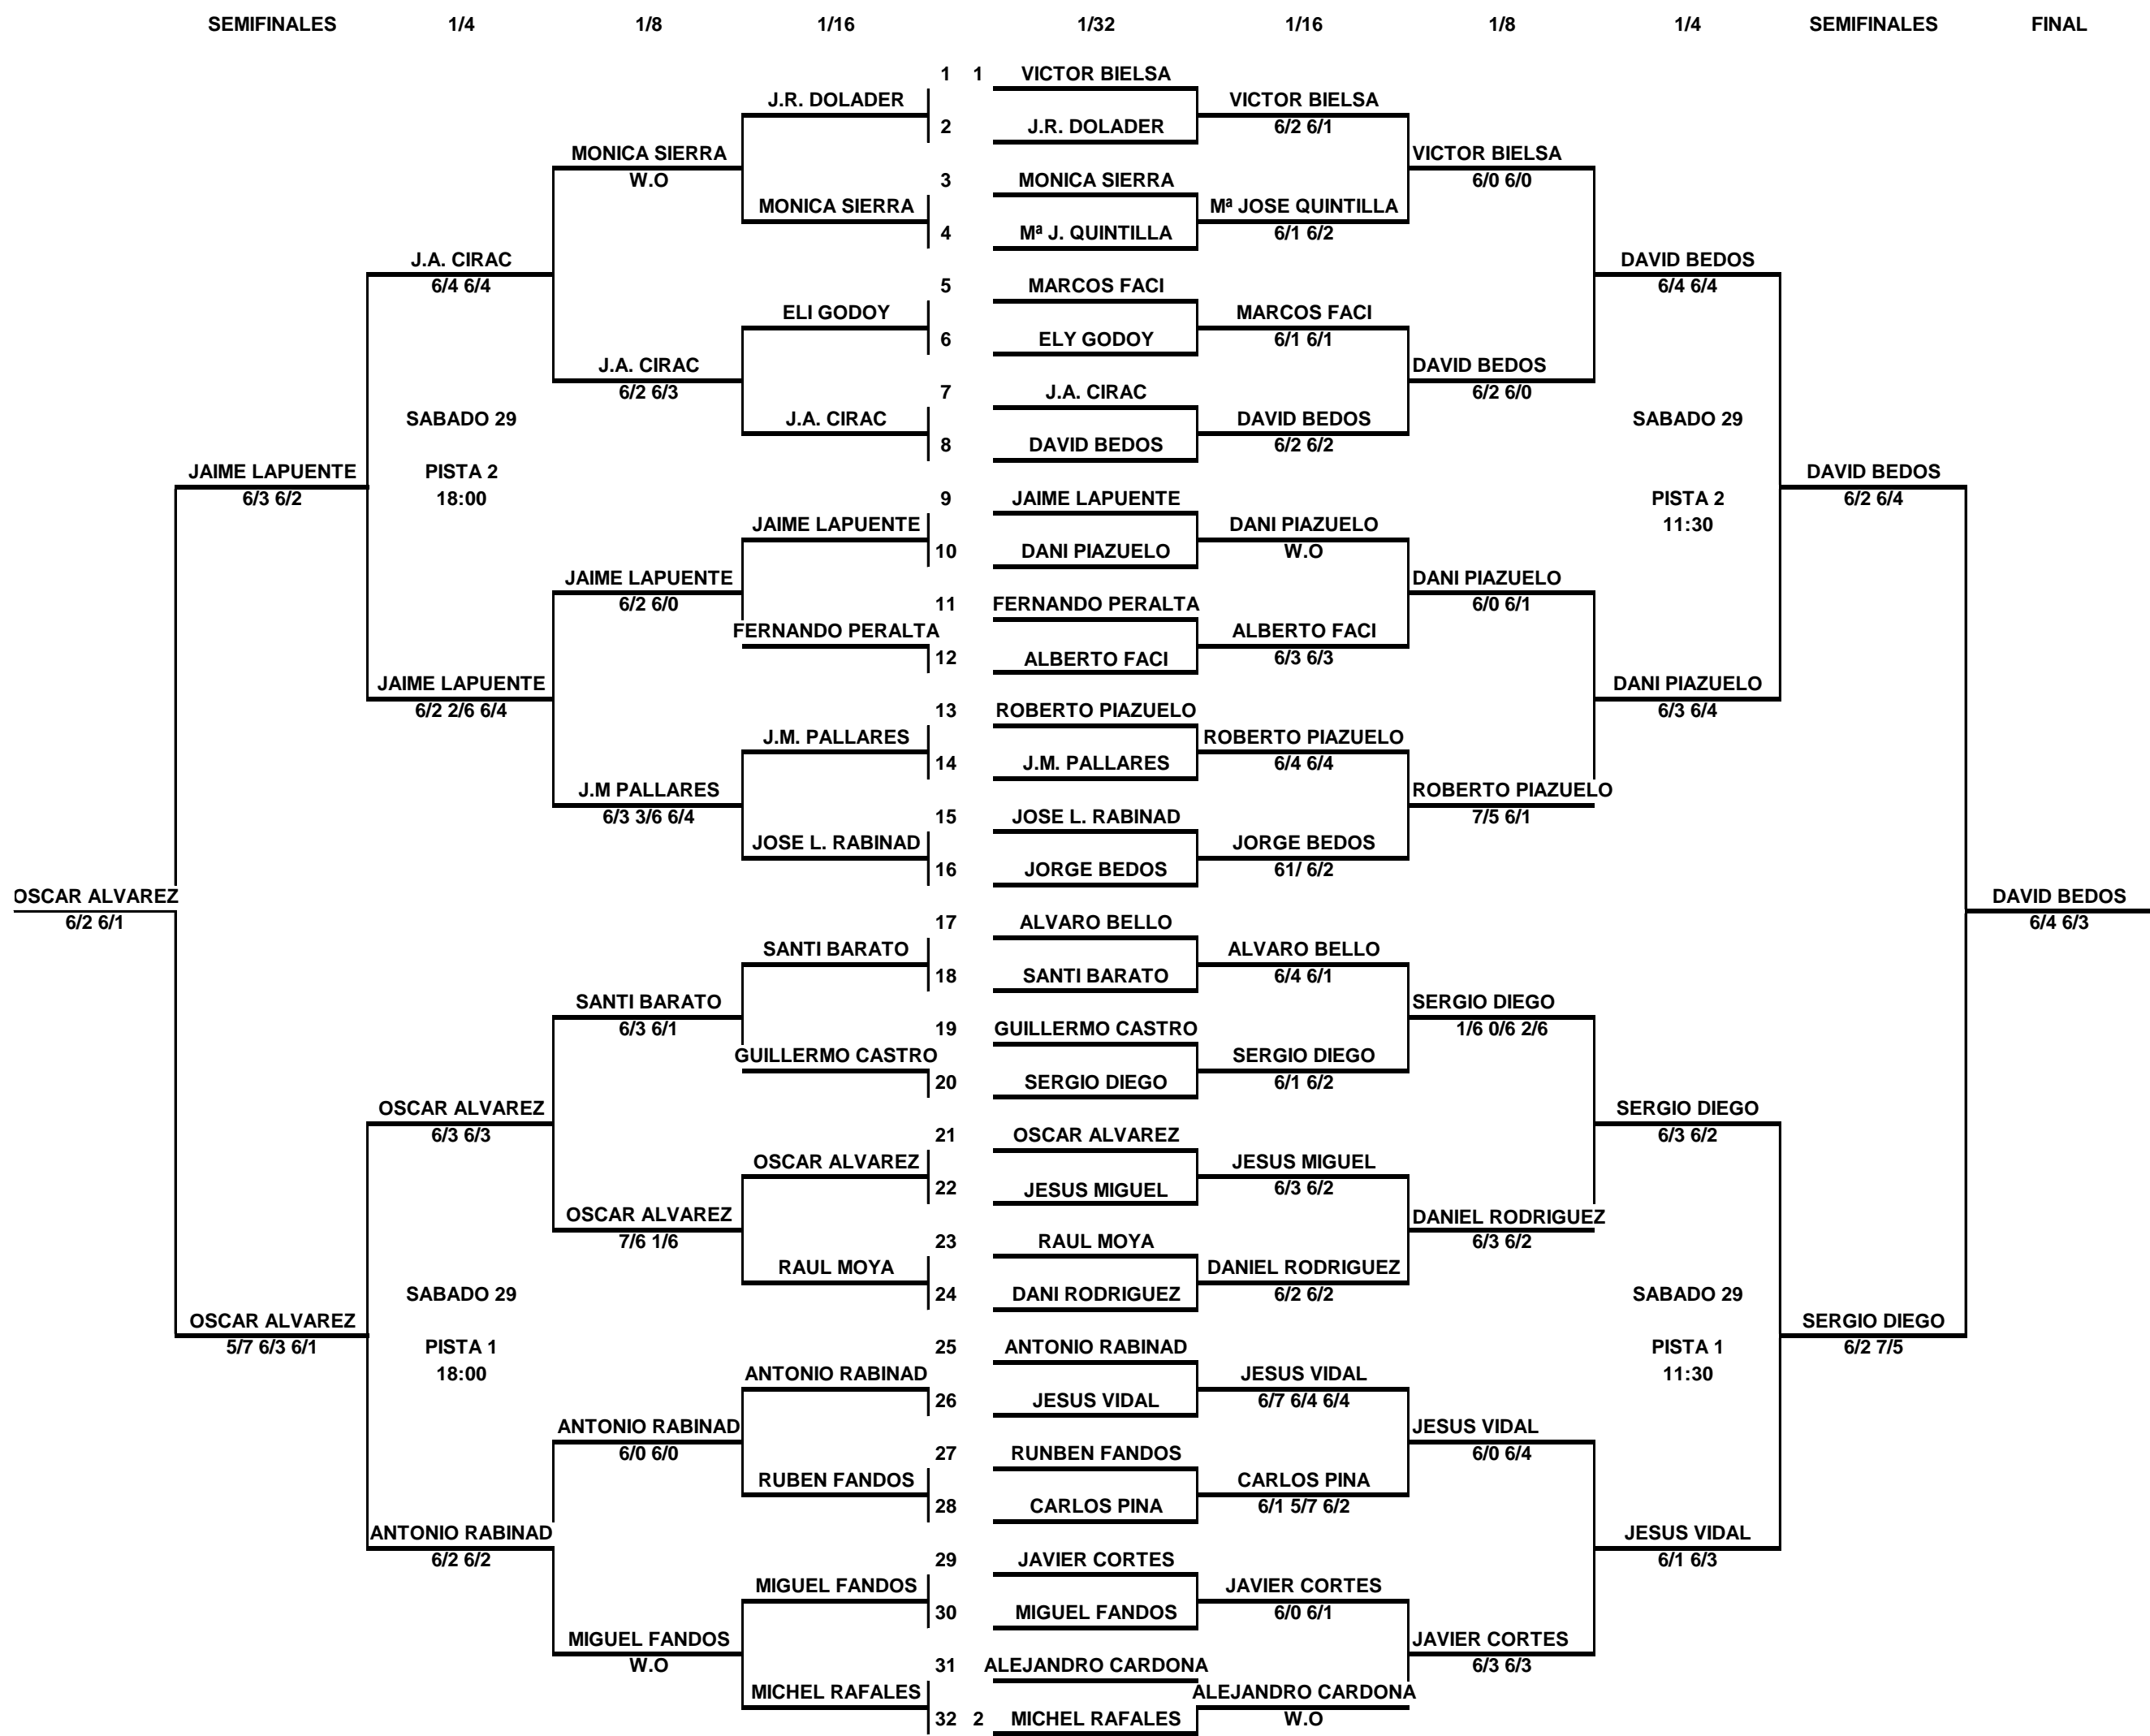 SEMIFINALES 1/4 1/8 1/16 1/32 1/16 1/8 1/4 SEMIFINALES FINAL
1 1 VICTOR BIELSA
J.R. DOLADER VICTOR BIELSA
2 J.R. DOLADER 6/2 6/1
MONICA SIERRA VICTOR BIELSA
W.O 3 MONICA SIERRA 6/0 6/0
MONICA SIERRA Mª JOSE QUINTILLA
4 Mª J. QUINTILLA 6/1 6/2
J.A. CIRAC DAVID BEDOS
6/4 6/4 5 MARCOS FACI 6/4 6/4
ELI GODOY MARCOS FACI
6 ELY GODOY 6/1 6/1
J.A. CIRAC DAVID BEDOS
6/2 6/3 7 J.A. CIRAC 6/2 6/0
SABADO 29 J.A. CIRAC DAVID BEDOS SABADO 29
8 DAVID BEDOS 6/2 6/2
JAIME LAPUENTE PISTA 2 DAVID BEDOS
6/3 6/2 18:00 9 JAIME LAPUENTE PISTA 2 6/2 6/4
JAIME LAPUENTE DANI PIAZUELO 11:30
10 DANI PIAZUELO W.O
JAIME LAPUENTE DANI PIAZUELO
6/2 6/0 11 FERNANDO PERALTA 6/0 6/1
FERNANDO PERALTA ALBERTO FACI
12 ALBERTO FACI 6/3 6/3
JAIME LAPUENTE DANI PIAZUELO
6/2 2/6 6/4 13 ROBERTO PIAZUELO 6/3 6/4
J.M. PALLARES ROBERTO PIAZUELO
14 J.M. PALLARES 6/4 6/4
J.M PALLARES ROBERTO PIAZUELO
6/3 3/6 6/4 15 JOSE L. RABINAD 7/5 6/1
JOSE L. RABINAD JORGE BEDOS
16 JORGE BEDOS 61/ 6/2
OSCAR ALVAREZ DAVID BEDOS
6/2 6/1 17 ALVARO BELLO 6/4 6/3
SANTI BARATO ALVARO BELLO
18 SANTI BARATO 6/4 6/1
SANTI BARATO SERGIO DIEGO
6/3 6/1 19 GUILLERMO CASTRO 1/6 0/6 2/6
GUILLERMO CASTRO SERGIO DIEGO
20 SERGIO DIEGO 6/1 6/2
OSCAR ALVAREZ SERGIO DIEGO
6/3 6/3 21 OSCAR ALVAREZ 6/3 6/2
OSCAR ALVAREZ JESUS MIGUEL
22 JESUS MIGUEL 6/3 6/2
OSCAR ALVAREZ DANIEL RODRIGUEZ
7/6 1/6 23 RAUL MOYA 6/3 6/2
RAUL MOYA DANIEL RODRIGUEZ
SABADO 29 24 DANI RODRIGUEZ 6/2 6/2 SABADO 29
OSCAR ALVAREZ SERGIO DIEGO
5/7 6/3 6/1 PISTA 1 25 ANTONIO RABINAD PISTA 1 6/2 7/5
18:00 ANTONIO RABINAD JESUS VIDAL 11:30
26 JESUS VIDAL 6/7 6/4 6/4
ANTONIO RABINAD JESUS VIDAL
6/0 6/0 27 RUNBEN FANDOS 6/0 6/4
RUBEN FANDOS CARLOS PINA
28 CARLOS PINA 6/1 5/7 6/2
ANTONIO RABINAD JESUS VIDAL
6/2 6/2 29 JAVIER CORTES 6/1 6/3
MIGUEL FANDOS JAVIER CORTES
30 MIGUEL FANDOS 6/0 6/1
MIGUEL FANDOS JAVIER CORTES
W.O 31 ALEJANDRO CARDONA 6/3 6/3
MICHEL RAFALES ALEJANDRO CARDONA
32 2 MICHEL RAFALES W.O